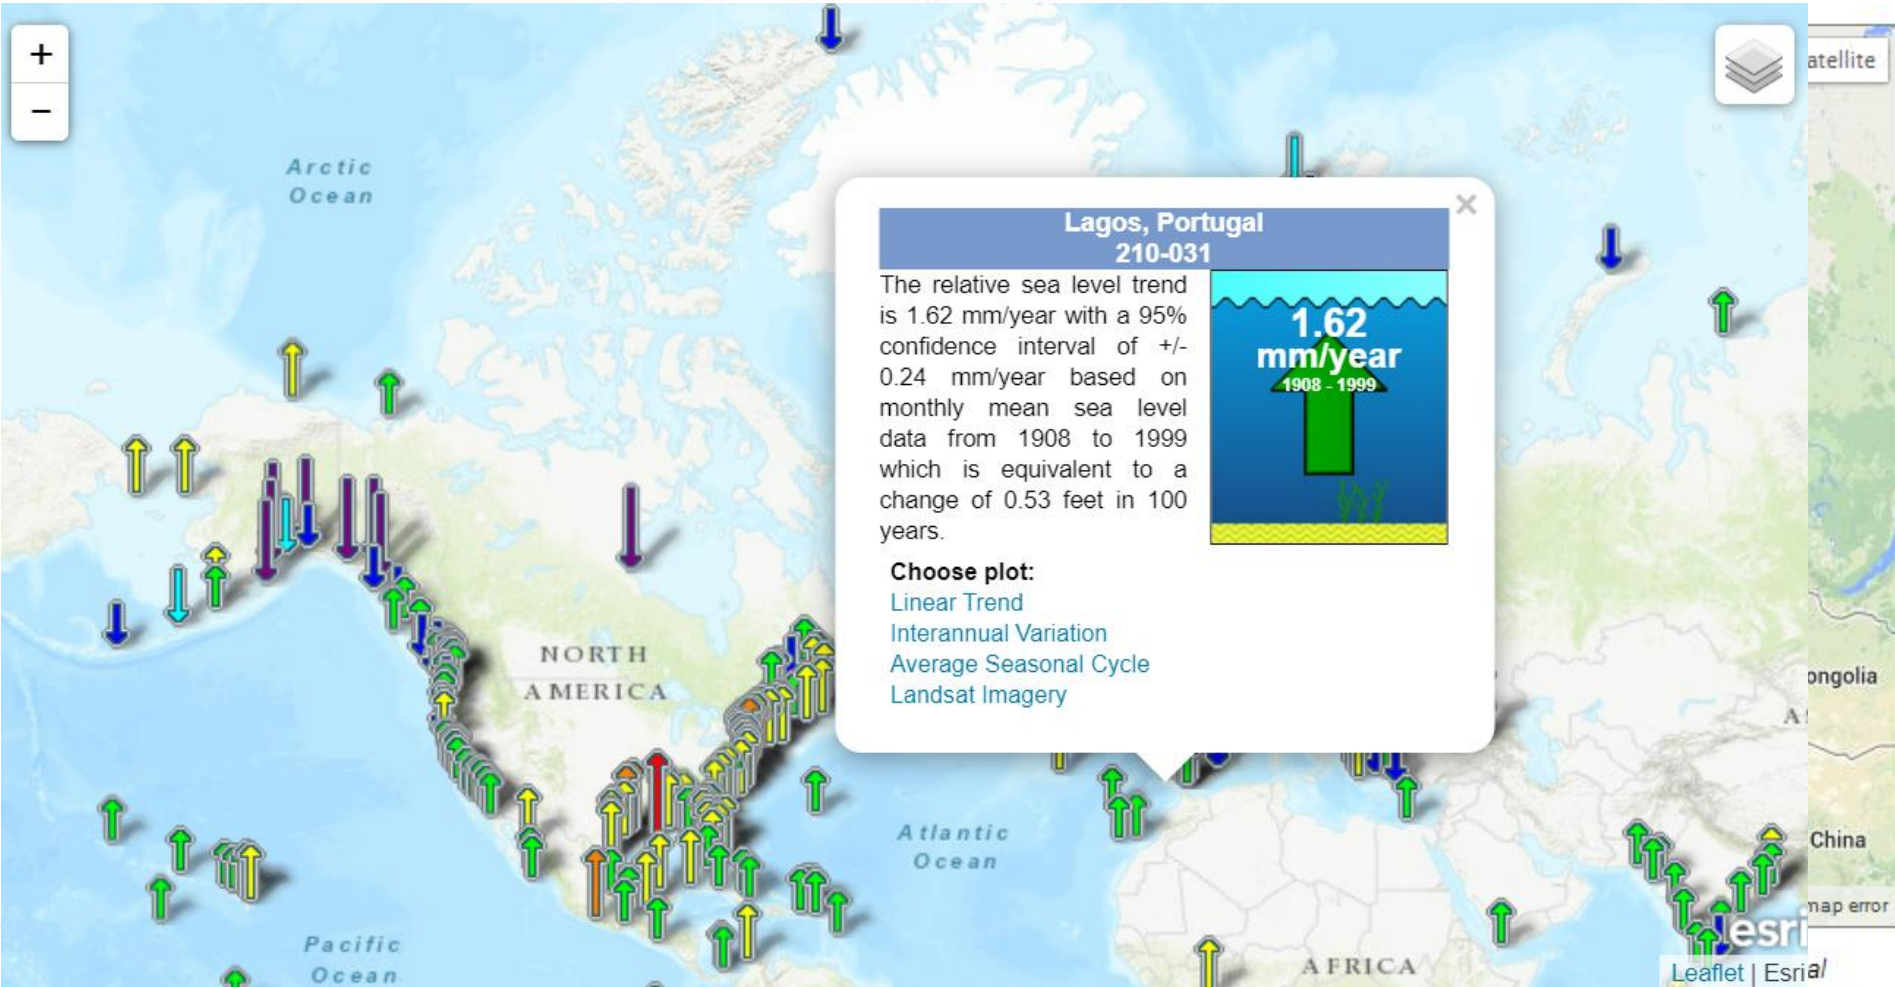 +
−
Arctic
Ocean
atellite
×
Lagos, Portugal
210-031
The relative sea level trend
is 1.62 mm/year with a 95%
confidence interval of +/-
0.24 mm/year based on
monthly mean sea level
data from 1908 to 1999
which is equivalent to a
change of 0.53 feet in 100
years.
1.62
mm/year
1908 - 1999
Choose plot:
Linear Trend
Interannual Variation
Average Seasonal Cycle
Landsat Imagery
NORTH
AMERICA
ongolia
A
Atlantic
Ocean
China
map error
Pacific
Ocean
AFRICA
esri
Leaflet | Esri
al